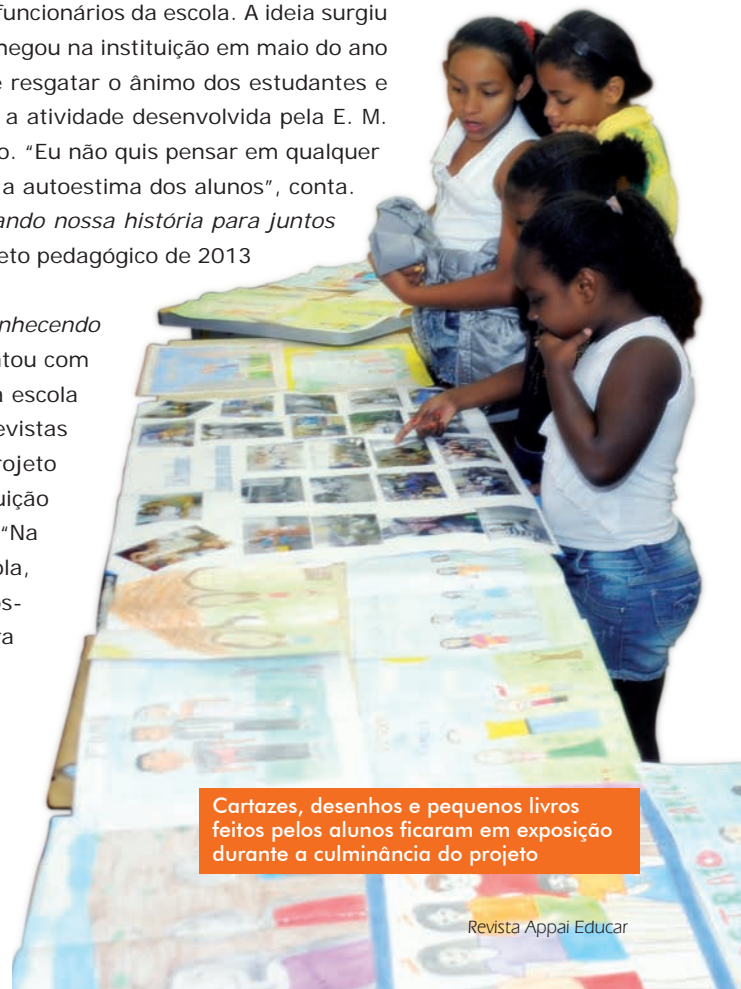 funcionários da escola. A ideia surgiu
hegou na instituição em maio do ano
resgatar o ânimo dos estudantes e
a atividade desenvolvida pela E. M.
o. “Eu não quis pensar em qualquer
a autoestima dos alunos”, conta.
ando nossa história para juntos
eto pedagógico de 2013
nhecendo
tou com
escola
evistas
rojeto
uição
“Na
ola,
os-
ra
Cartazes, desenhos e pequenos livros
feitos pelos alunos ficaram em exposição
durante a culminância do projeto
Revista Appai Educar